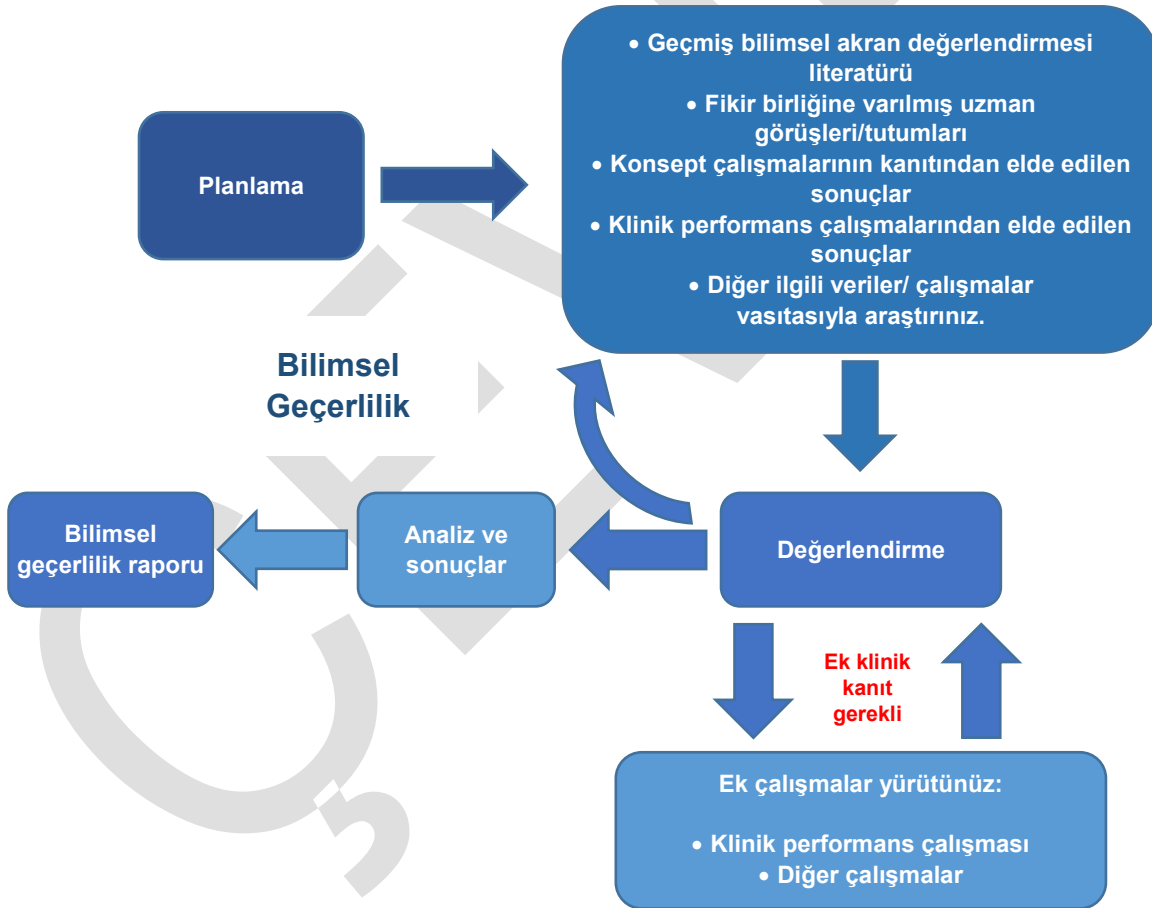 • Geçmiş bilimsel akran değerlendirmesi
literatürü
• Fikir birliğine varılmış uzman
görüşleri/tutumları
• Konsept çalışmalarının kanıtından elde edilen
sonuçlar
• Klinik performans çalışmalarından elde edilen
sonuçlar
• Diğer ilgili veriler/ çalışmalar
vasıtasıyla araştırınız.
Planlama
Bilimsel
Geçerlilik
Bilimsel
geçerlilik raporu
Analiz ve
sonuçlar
Değerlendirme
Ek klinik
kanıt
gerekli
Ek çalışmalar yürütünüz:
• Klinik performans çalışması
• Diğer çalışmalar